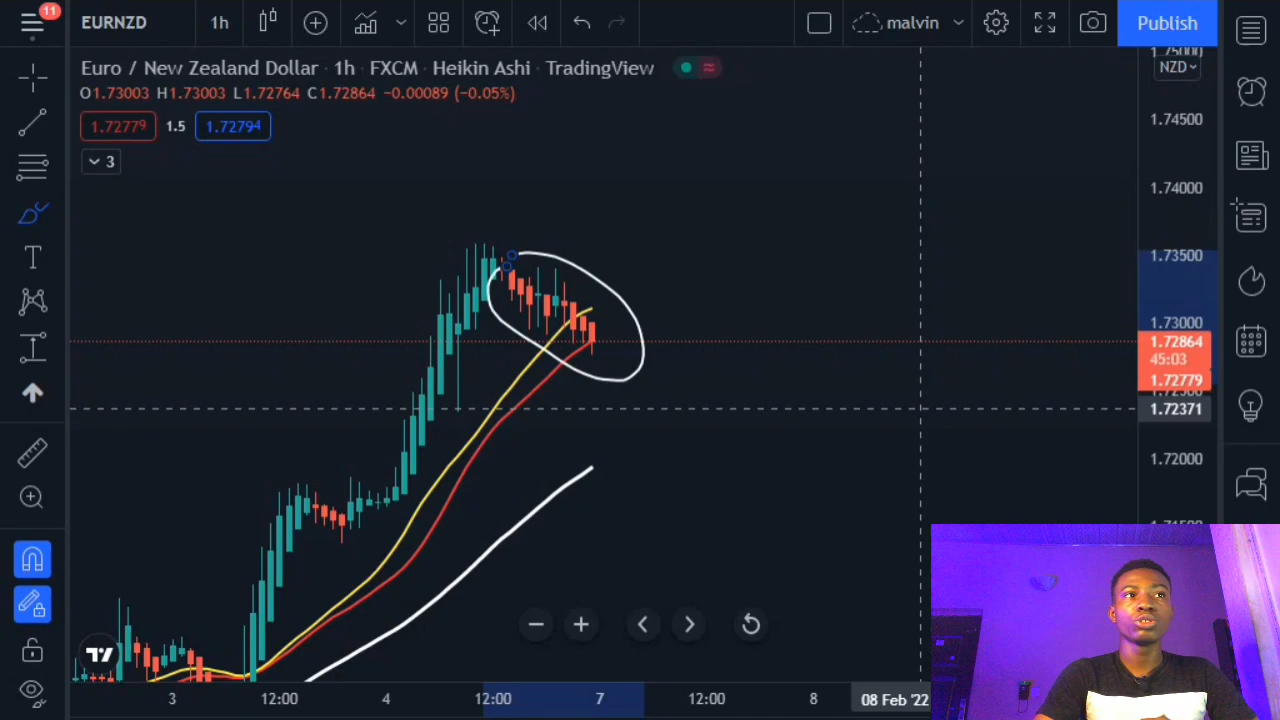 11
EURNZD
1h
malvin
Publish
Euro / New Zealand Dollar · 1h · FXCM · Heikin Ashi · TradingView
O1.73003 H1.73003 L1.72764 C1.72864 −0.00089 (−0.05%)
1.72779
1.5
1.72794
3
NZD
1.74500
1.74000
1.73500
1.73000
1.72864
45:03
1.72779
1.72371
1.72000
3
12:00
4
12:00
7
12:00
8
08 Feb '22